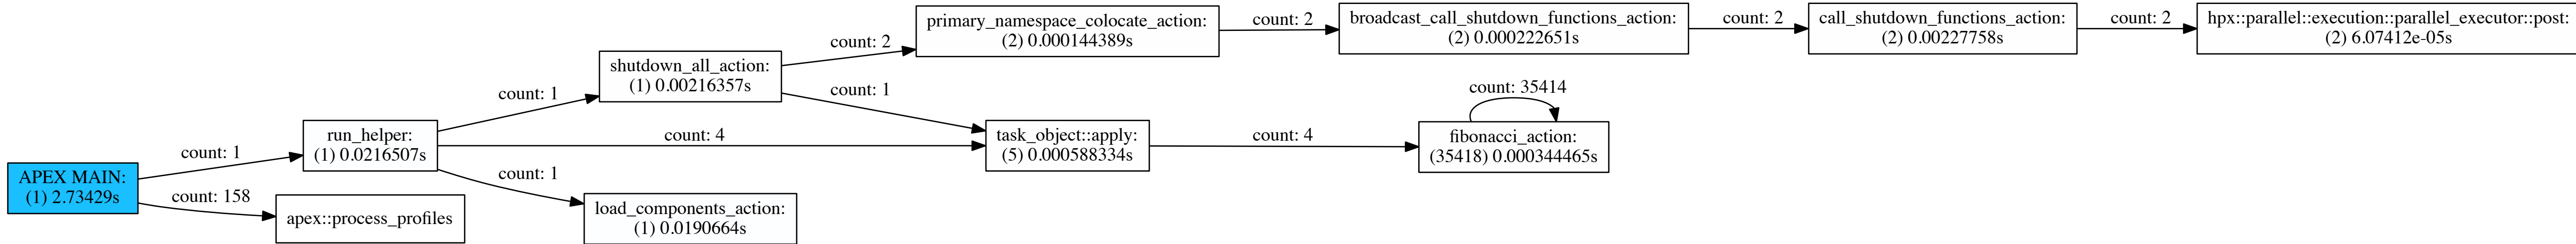 APEX MAIN:
(1) 2.73429s
count: 1
count: 158
run_helper:
(1) 0.0216507s
apex::process_profiles
count: 1
count: 4
count: 1
shutdown_all_action:
(1) 0.00216357s
load_components_action:
(1) 0.0190664s
count: 2
count: 1
primary_namespace_colocate_action:
(2) 0.000144389s
task_object::apply:
(5) 0.000588334s
count: 2
count: 4
broadcast_call_shutdown_functions_action:
(2) 0.000222651s
count: 35414
fibonacci_action:
(35418) 0.000344465s
count: 2
call_shutdown_functions_action:
(2) 0.00227758s
count: 2
hpx::parallel::execution::parallel_executor::post:
(2) 6.07412e-05s